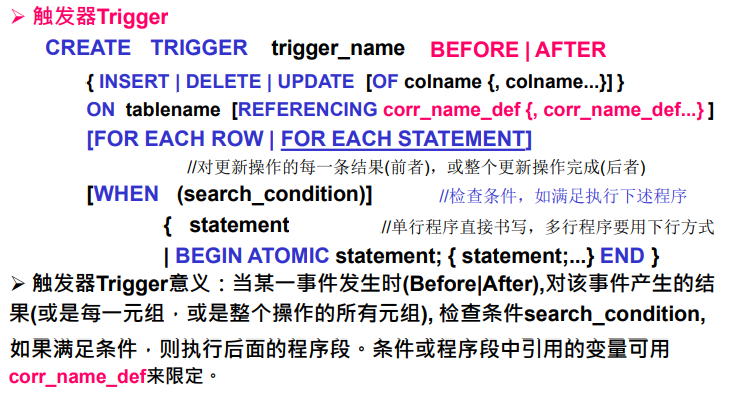 ➢ 触发器Trigger
CREATE TRIGGER trigger_name BEFORE | AFTER
{ INSERT | DELETE | UPDATE [OF colname {, colname...}] }
ON tablename [REFERENCING corr_name_def {, corr_name_def...} ]
[FOR EACH ROW | FOR EACH STATEMENT]
//对更新操作的每一条结果(前者)，或整个更新操作完成(后者)
[WHEN (search_condition)] //检查条件，如满足执行下述程序
{ statement //单行程序直接书写，多行程序要用下行方式
| BEGIN ATOMIC statement; { statement;...} END }
➢ 触发器Trigger意义：当某一事件发生时(Before|After),对该事件产生的结
果(或是每一元组，或是整个操作的所有元组), 检查条件search_condition,
如果满足条件，则执行后面的程序段。条件或程序段中引用的变量可用
corr_name_def来限定。